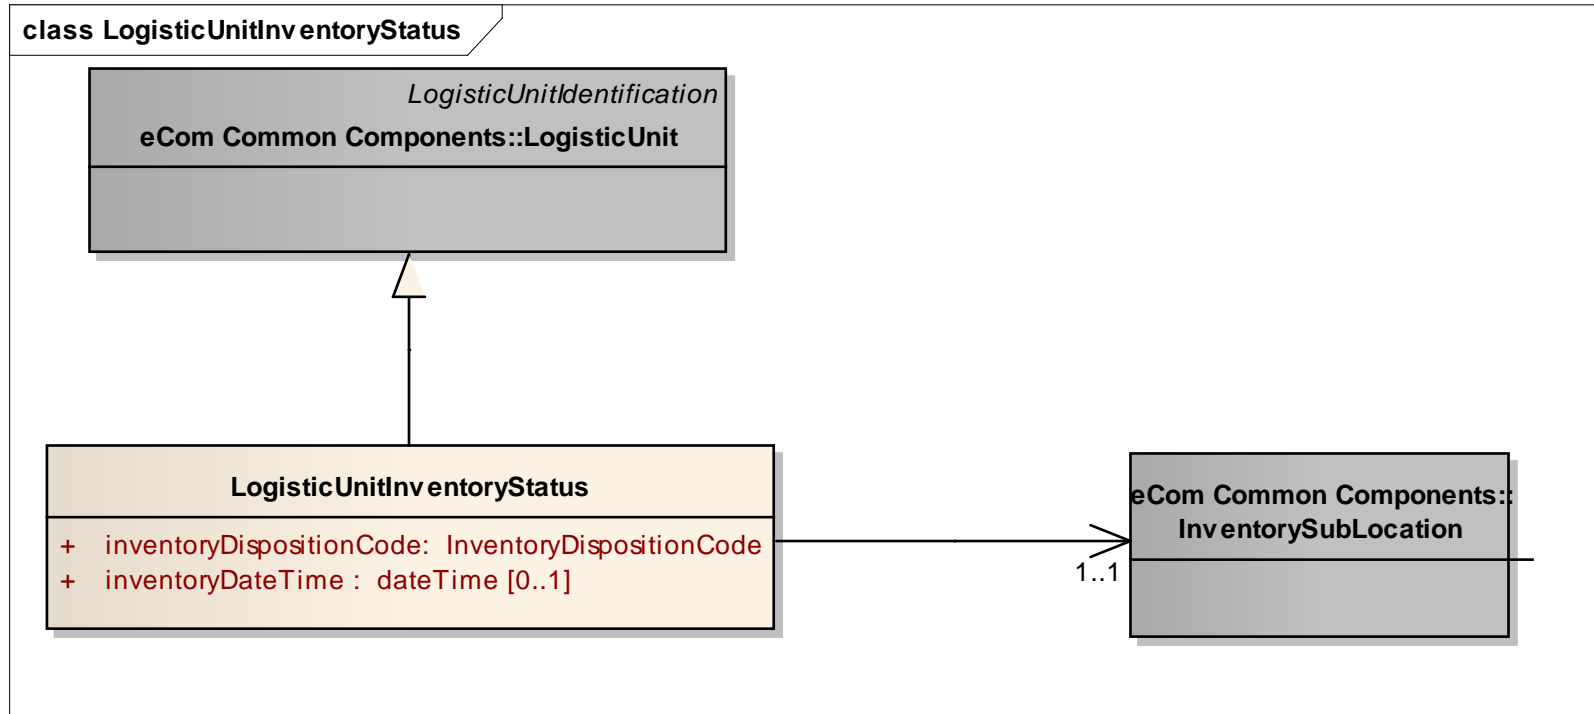 class LogisticUnitInventoryStatus
LogisticUnitIdentification
eCom Common Components::LogisticUnit
LogisticUnitInventoryStatus
+ inventoryDispositionCode: InventoryDispositionCode
+ inventoryDateTime : dateTime [0..1]
1..1
eCom Common Components::
InventorySubLocation